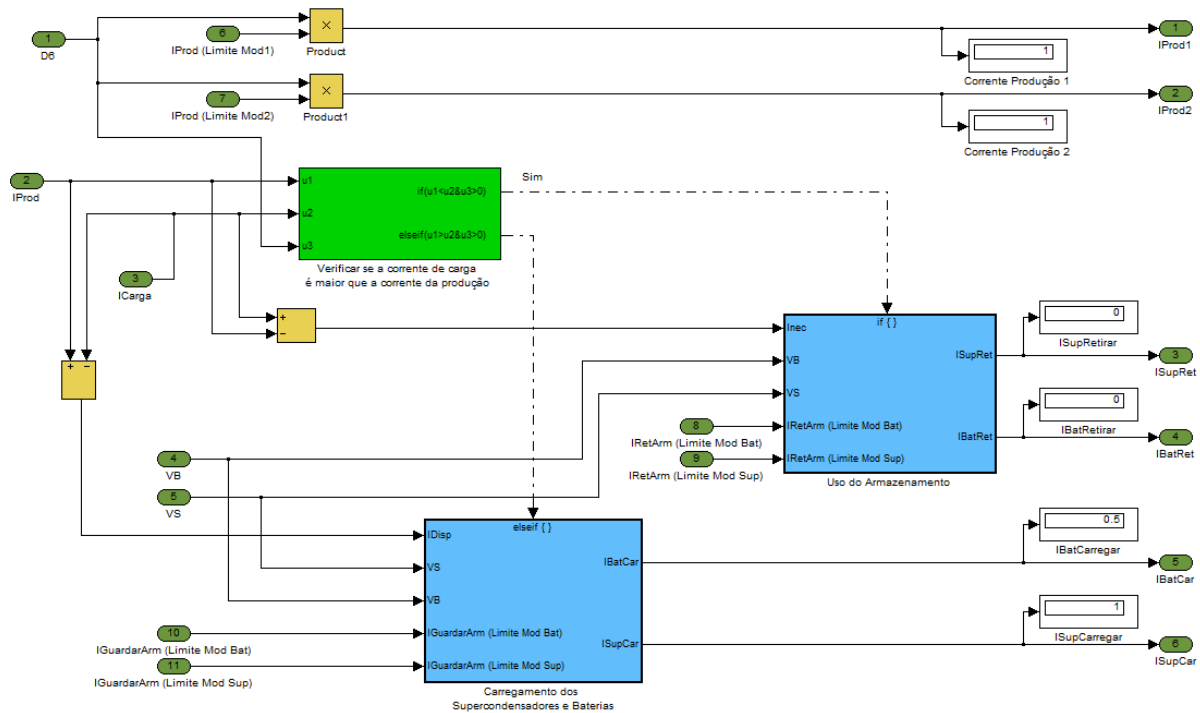 1
D6
6
IProd (Limite Mod1)
×
Product
7
IProd (Limite Mod2)
×
Product1
1
Corrente Produção 1
1
IProd1
1
Corrente Produção 2
2
IProd2
2
IProd
3
ICarga
u1
u2
u3
if(u1<u2&u3>0)
elseif(u1>u2&u3>0)
Verificar se a corrente de carga
é maior que a corrente da produção
Sim
+
−
+
−
if { }
Inec
VB
VS
IRetArm (Limite Mod Bat)
IRetArm (Limite Mod Sup)
ISupRet
IBatRet
Uso do Armazenamento
8
IRetArm (Limite Mod Bat)
9
IRetArm (Limite Mod Sup)
0
ISupRetirar
3
ISupRet
0
IBatRetirar
4
IBatRet
4
VB
5
VS
elseif { }
IDisp
VS
VB
IGuardarArm (Limite Mod Bat)
IGuardarArm (Limite Mod Sup)
IBatCar
ISupCar
Carregamento dos
Supercondensadores e Baterias
10
IGuardarArm (Limite Mod Bat)
11
IGuardarArm (Limite Mod Sup)
0.5
IBatCarregar
5
IBatCar
1
ISupCarregar
6
ISupCar